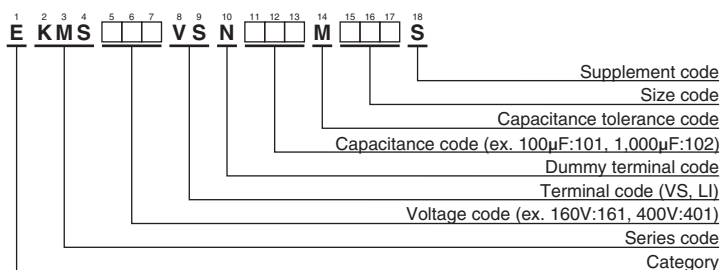 1 2 3 4 5 6 7 8 9 10 11 12 13 14 15 16 17 18
E KMS VS N M S
Supplement code
Size code
Capacitance tolerance code
Capacitance code (ex. 100μF:101, 1,000μF:102)
Dummy terminal code
Terminal code (VS, LI)
Voltage code (ex. 160V:161, 400V:401)
Series code
Category